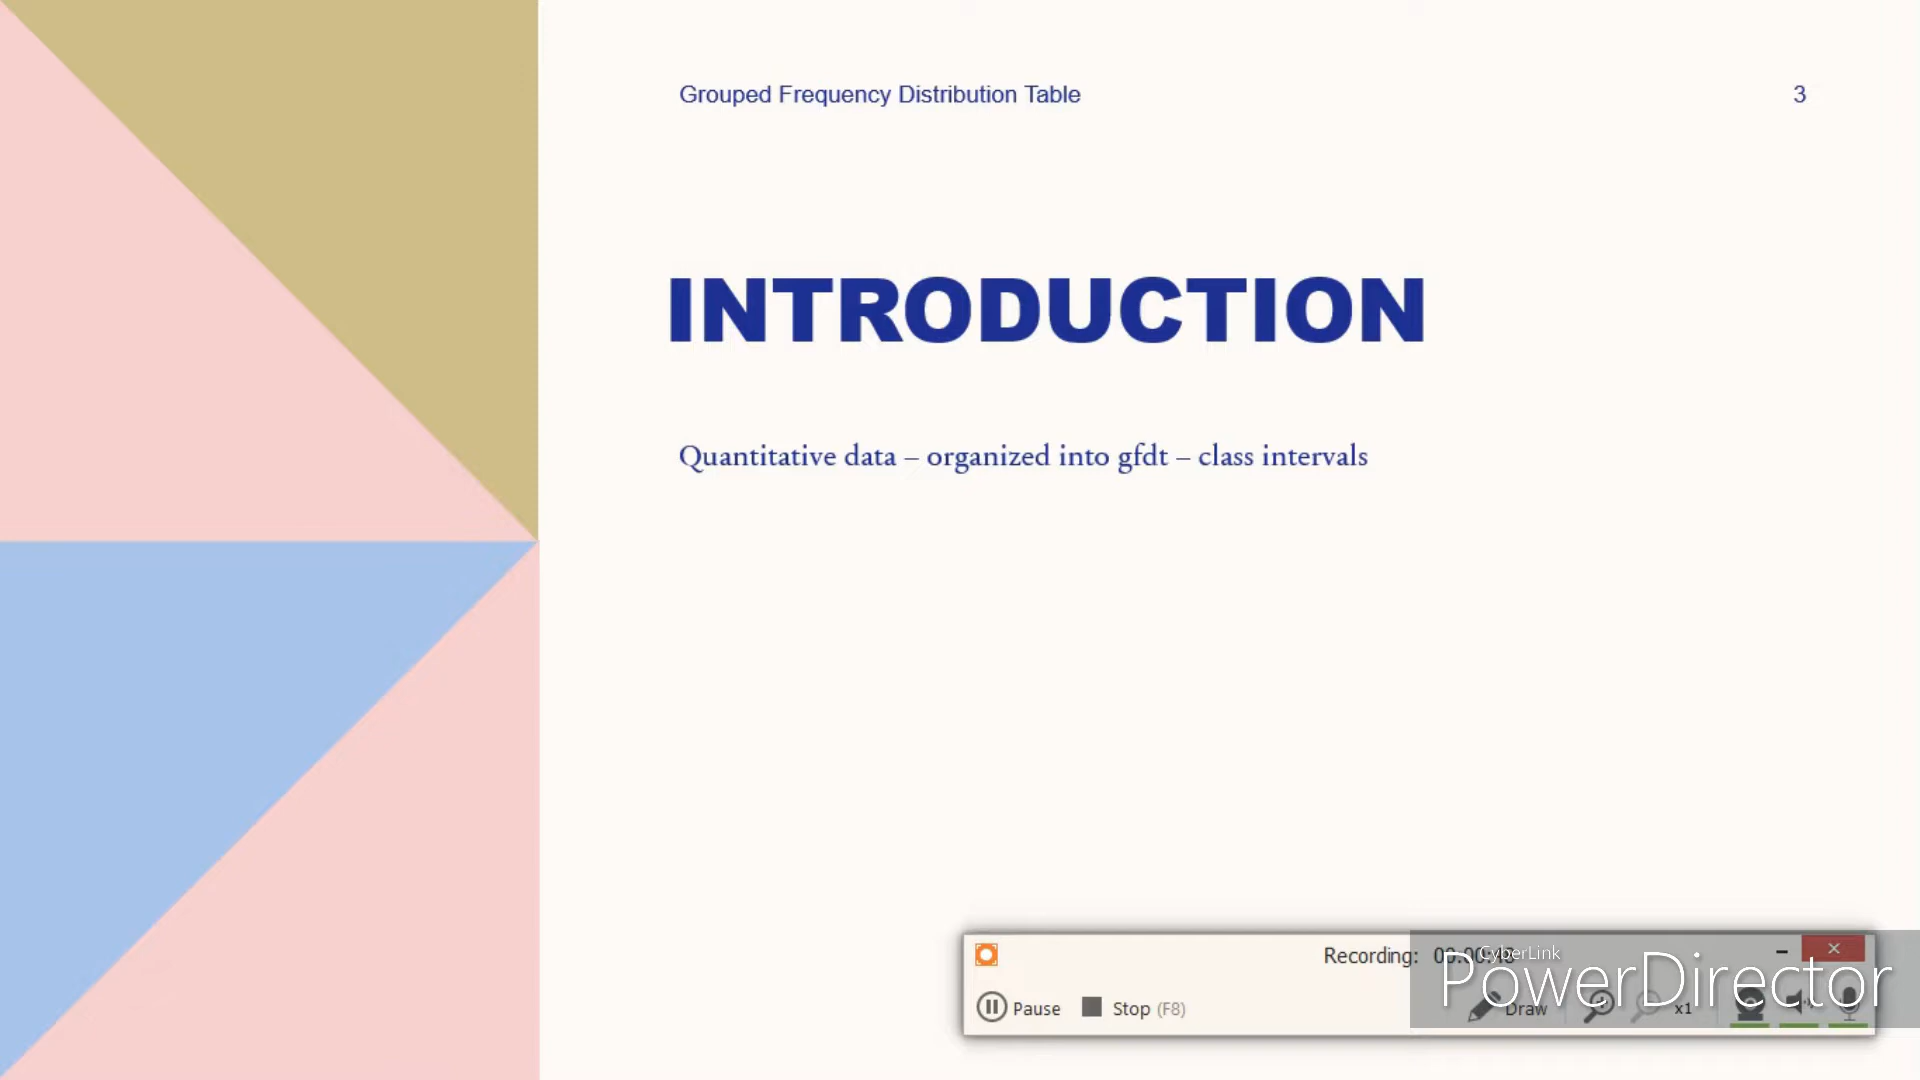 Grouped Frequency Distribution Table
3
INTRODUCTION
Quantitative data – organized into gfdt – class intervals
Recording:
CyberLink
PowerDirector
Pause
Stop (F8)
Draw
x1